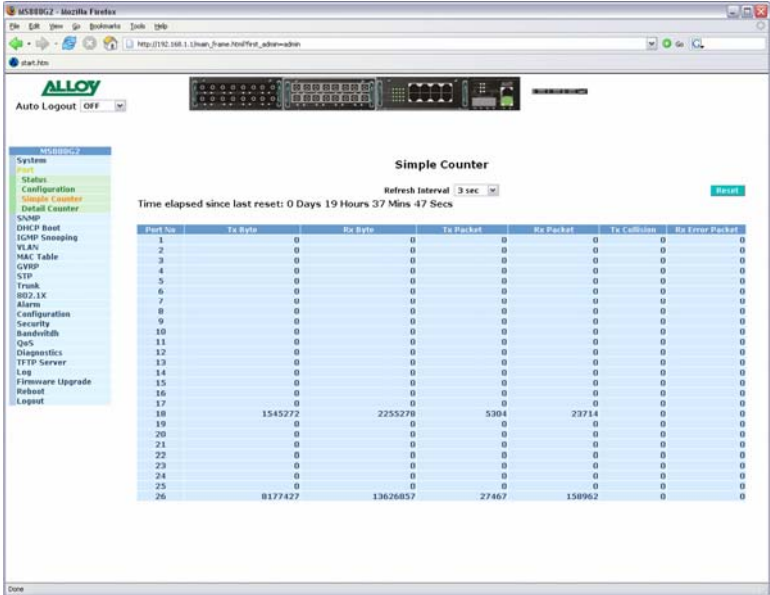 MS888G2 - Mozilla Firefox
File Edit View Go Bookmarks Tools Help
http://192.168.1.1/main_frame.html?first_admin=admin
Go
start.htm
ALLOY
Auto Logout OFF
MS888G2
System
Port
Status
Configuration
Simple Counter
Detail Counter
SNMP
DHCP Boot
IGMP Snooping
VLAN
MAC Table
GVRP
STP
Trunk
802.1X
Alarm
Configuration
Security
Bandwitdh
QoS
Diagnostics
TFTP Server
Log
Firmware Upgrade
Reboot
Logout
Simple Counter
Refresh Interval 3 sec
Reset
Time elapsed since last reset: 0 Days 19 Hours 37 Mins 47 Secs
Port No Tx Byte Rx Byte Tx Packet Rx Packet Tx Collision Rx Error Packet
1 0 0 0 0 0 0
2 0 0 0 0 0 0
3 0 0 0 0 0 0
4 0 0 0 0 0 0
5 0 0 0 0 0 0
6 0 0 0 0 0 0
7 0 0 0 0 0 0
8 0 0 0 0 0 0
9 0 0 0 0 0 0
10 0 0 0 0 0 0
11 0 0 0 0 0 0
12 0 0 0 0 0 0
13 0 0 0 0 0 0
14 0 0 0 0 0 0
15 0 0 0 0 0 0
16 0 0 0 0 0 0
17 0 0 0 0 0 0
18 1545272 2255278 5304 23714 0 0
19 0 0 0 0 0 0
20 0 0 0 0 0 0
21 0 0 0 0 0 0
22 0 0 0 0 0 0
23 0 0 0 0 0 0
24 0 0 0 0 0 0
25 0 0 0 0 0 0
26 8177427 13626857 27467 158962 0 0
Done